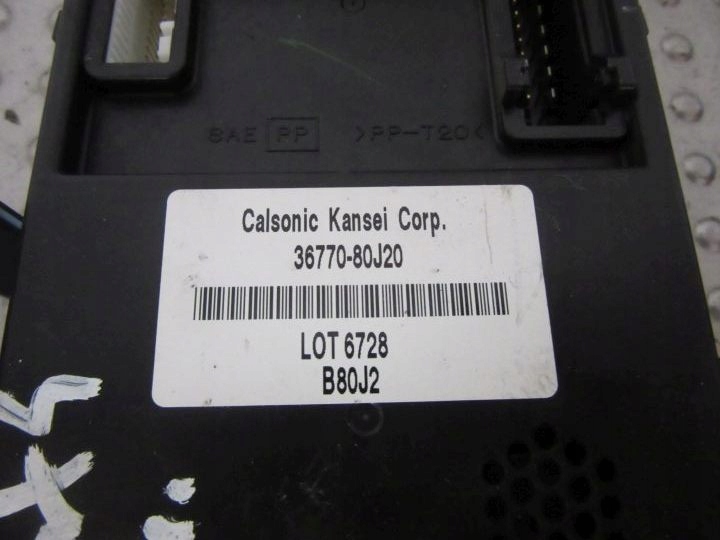 SAE PP >PP-T20<
Calsonic Kansei Corp.
36770-80J20
LOT 6728
B80J2